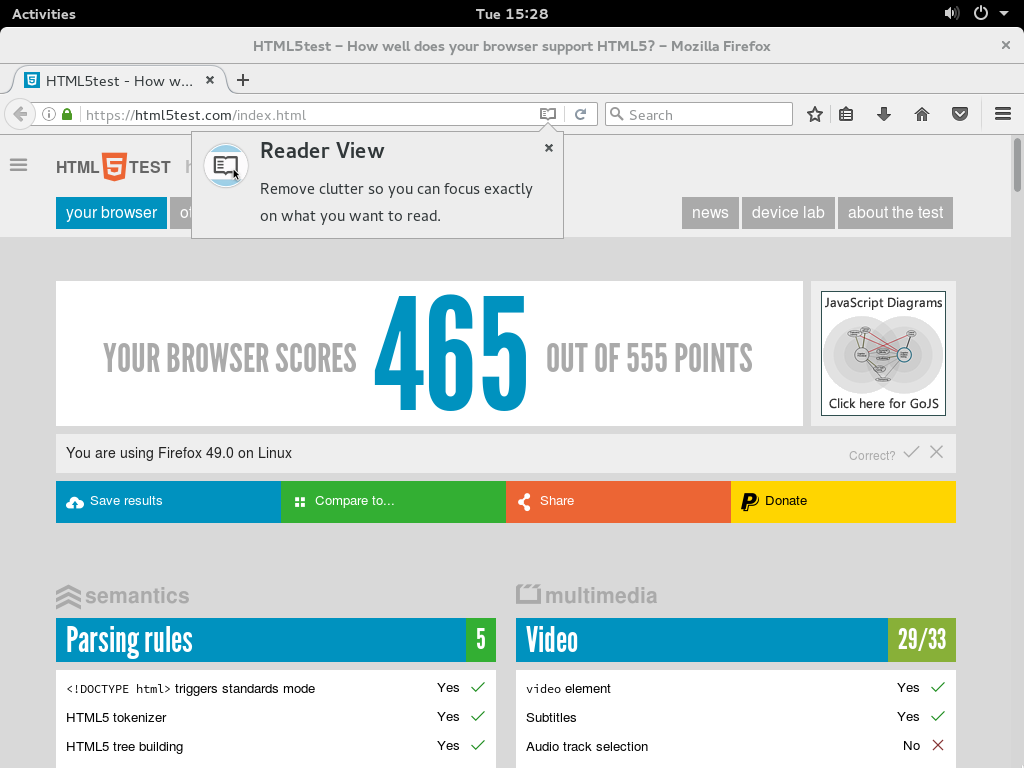 Activities
Tue 15:28
HTML5test – How well does your browser support HTML5? – Mozilla Firefox
HTML5test - How w...
https://html5test.com/index.html
Search
HTML 5 TEST
Reader View
Remove clutter so you can focus exactly
on what you want to read.
your browser
news
device lab
about the test
YOUR BROWSER SCORES 465 OUT OF 555 POINTS
JavaScript Diagrams
Click here for GoJS
You are using Firefox 49.0 on Linux
Correct?
Save results
Compare to...
Share
Donate
semantics
Parsing rules 5
<!DOCTYPE html> triggers standards mode Yes
HTML5 tokenizer Yes
HTML5 tree building Yes
multimedia
Video 29/33
video element Yes
Subtitles Yes
Audio track selection No